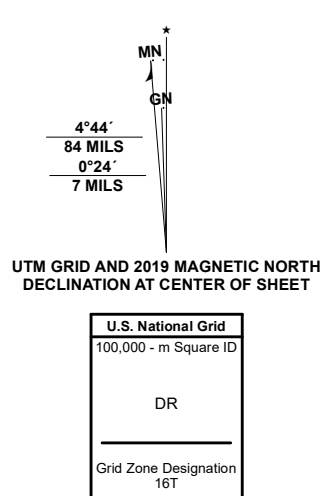 ★
MN
GN
4°44´
84 MILS
0°24´
7 MILS
UTM GRID AND 2019 MAGNETIC NORTH
DECLINATION AT CENTER OF SHEET
U.S. National Grid
100,000 - m Square ID
DR
Grid Zone Designation
16T